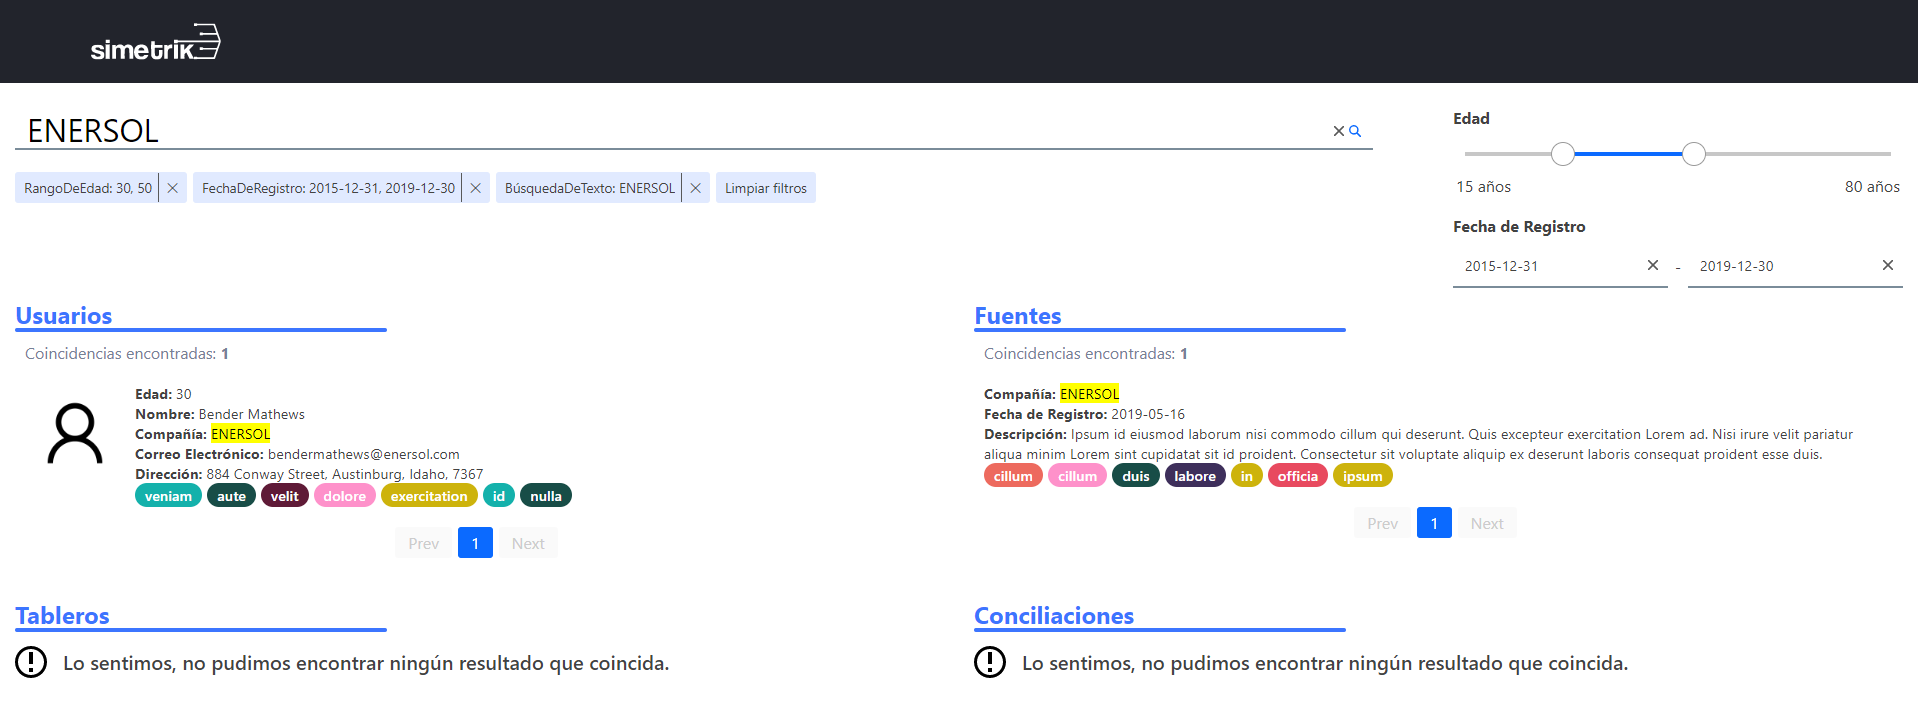 simetrik
ENERSOL
RangoDeEdad: 30, 50
FechaDeRegistro: 2015-12-31, 2019-12-30
BúsquedaDeTexto: ENERSOL
Limpiar filtros
Edad
15 años
80 años
Fecha de Registro
2015-12-31
-
2019-12-30
Usuarios
Coincidencias encontradas: 1
Edad: 30
Nombre: Bender Mathews
Compañía: ENERSOL
Correo Electrónico: bendermathews@enersol.com
Dirección: 884 Conway Street, Austinburg, Idaho, 7367
veniam aute velit dolore exercitation id nulla
Prev 1 Next
Fuentes
Coincidencias encontradas: 1
Compañía: ENERSOL
Fecha de Registro: 2019-05-16
Descripción: Ipsum id eiusmod laborum nisi commodo cillum qui deserunt. Quis excepteur exercitation Lorem ad. Nisi irure velit pariatur
aliqua minim Lorem sint cupidatat sit id proident. Consectetur sit voluptate aliquip ex deserunt laboris consequat proident esse duis.
cillum cillum duis labore in officia ipsum
Prev 1 Next
Tableros
Lo sentimos, no pudimos encontrar ningún resultado que coincida.
Conciliaciones
Lo sentimos, no pudimos encontrar ningún resultado que coincida.